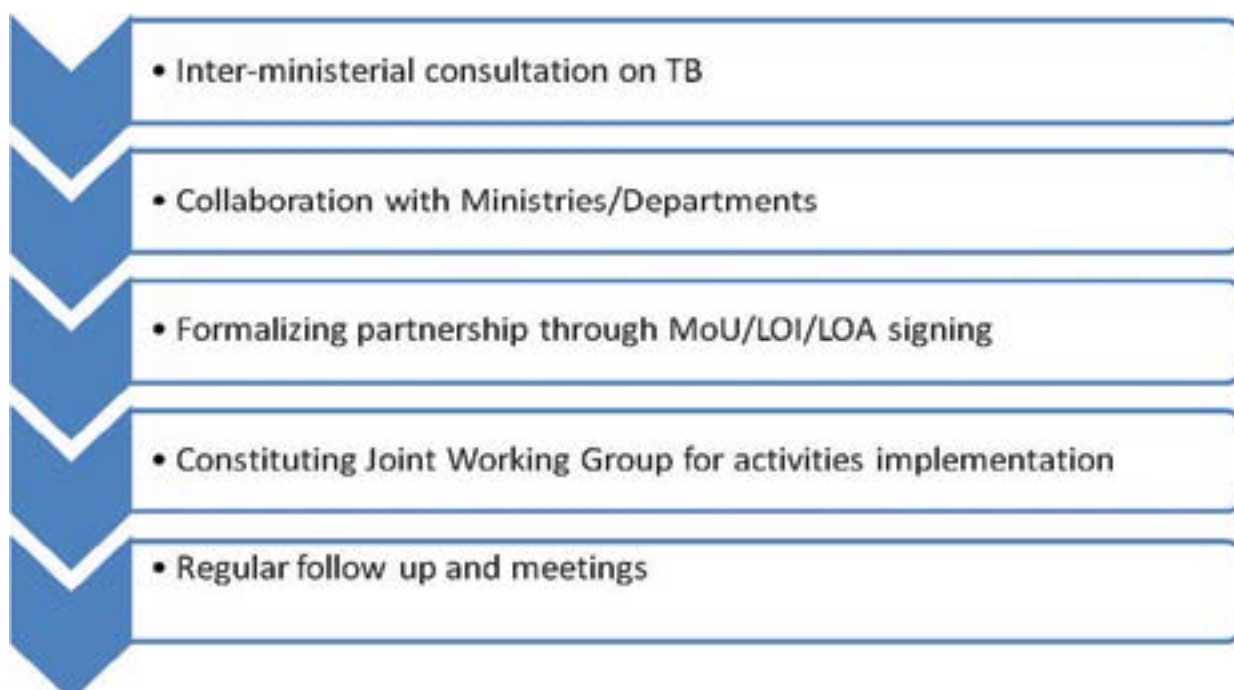 • Inter-ministerial consultation on TB
• Collaboration with Ministries/Departments
• Formalizing partnership through MoU/LOI/LOA signing
• Constituting Joint Working Group for activities implementation
• Regular follow up and meetings